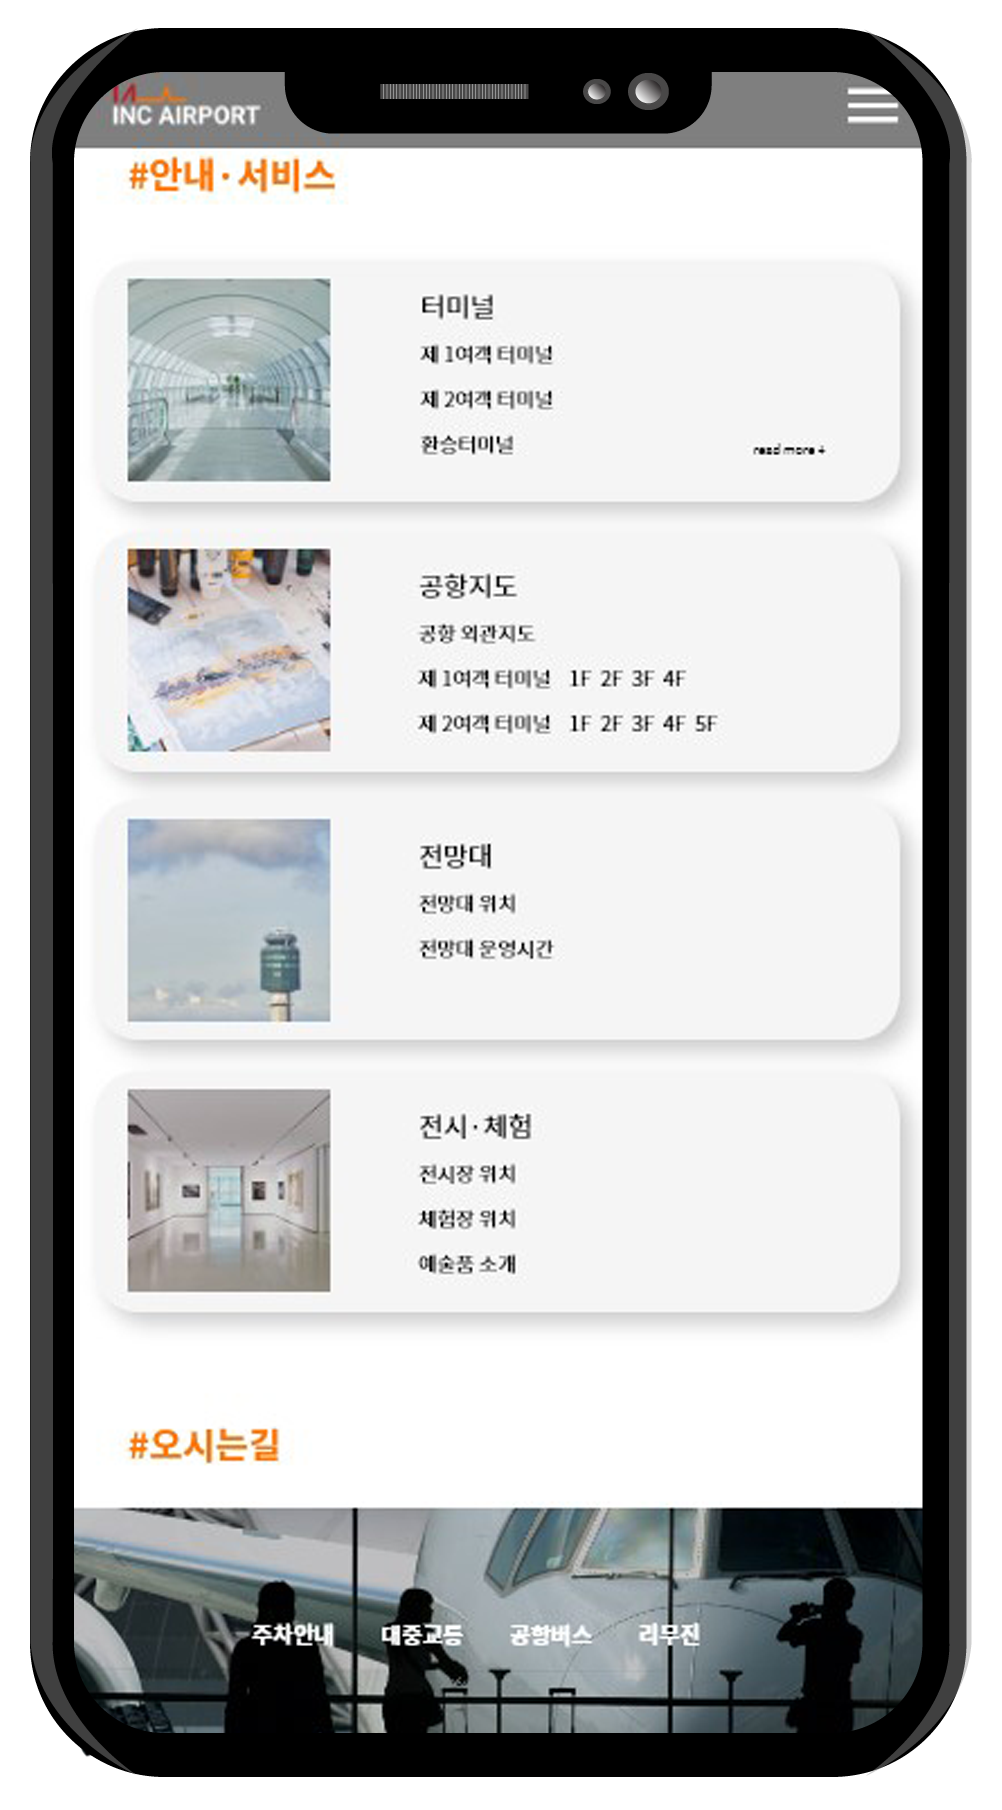 INC AIRPORT
#안내·서비스
터미널
제 1여객 터미널
제 2여객 터미널
환승터미널
read more +
공항지도
공항 외관지도
제 1여객 터미널 1F 2F 3F 4F
제 2여객 터미널 1F 2F 3F 4F 5F
전망대
전망대 위치
전망대 운영시간
전시·체험
전시장 위치
체험장 위치
예술품 소개
#오시는길
주차안내 대중교통 공항버스 리무진